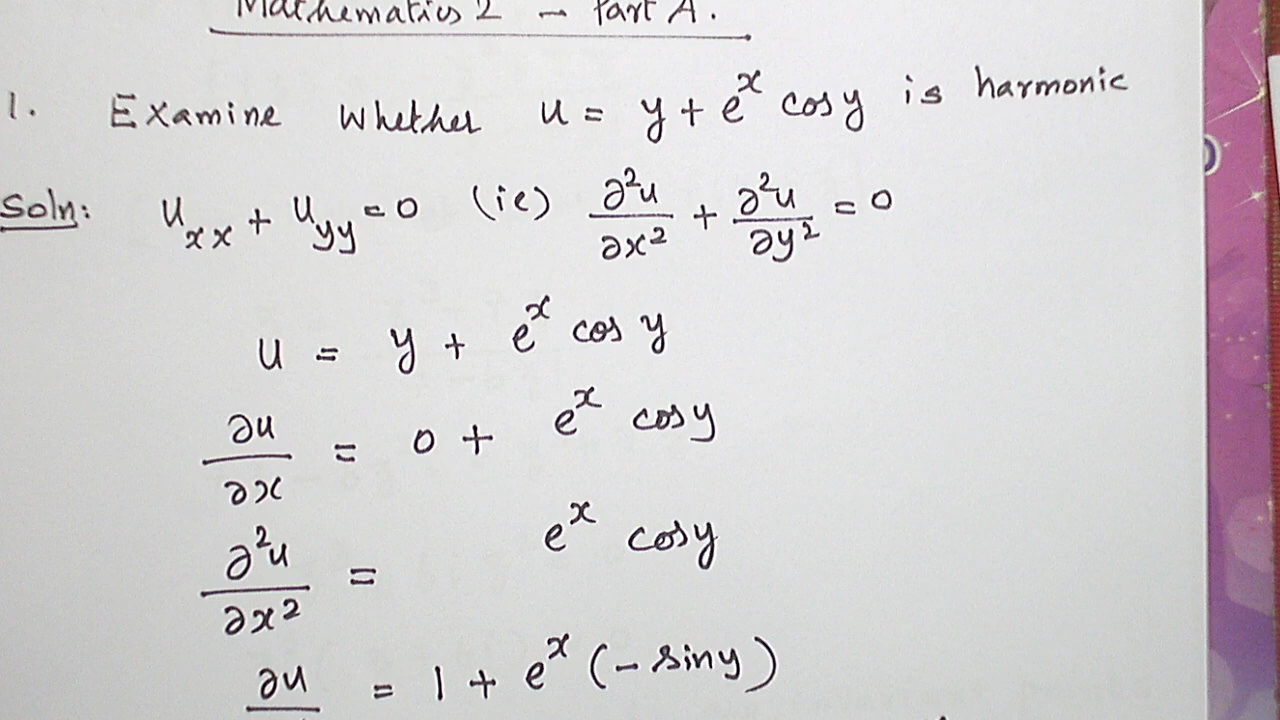 Mathematics 2 - Part A.
1. Examine whether u = y + e^x cos y is harmonic
Soln: u_xx + u_yy = 0 (ie) ∂²u/∂x² + ∂²u/∂y² = 0
u = y + e^x cos y
∂u/∂x = 0 + e^x cos y
∂²u/∂x² = e^x cos y
∂u = 1 + e^x (- sin y)